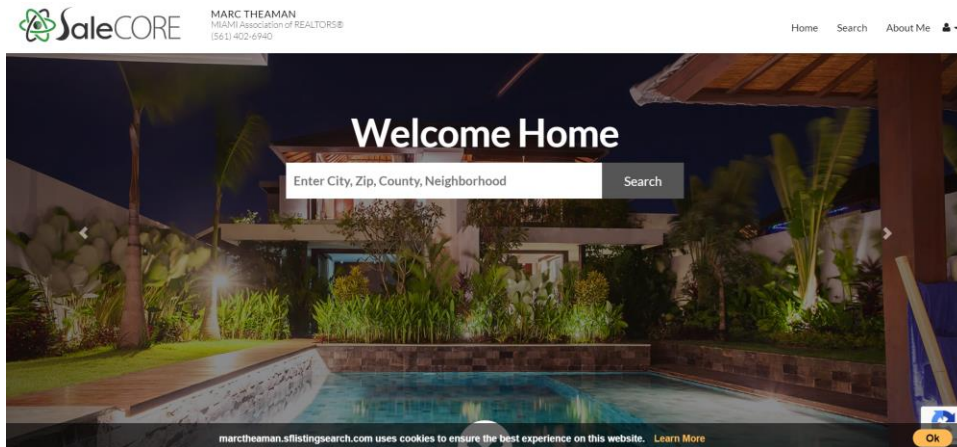 SaleCORE
MARC THEAMAN
MIAMI Association of REALTORS®
(561) 402-6940
Home
Search
About Me
Welcome Home
Enter City, Zip, County, Neighborhood
Search
marctheaman.sflistingsearch.com uses cookies to ensure the best experience on this website. Learn More
Ok